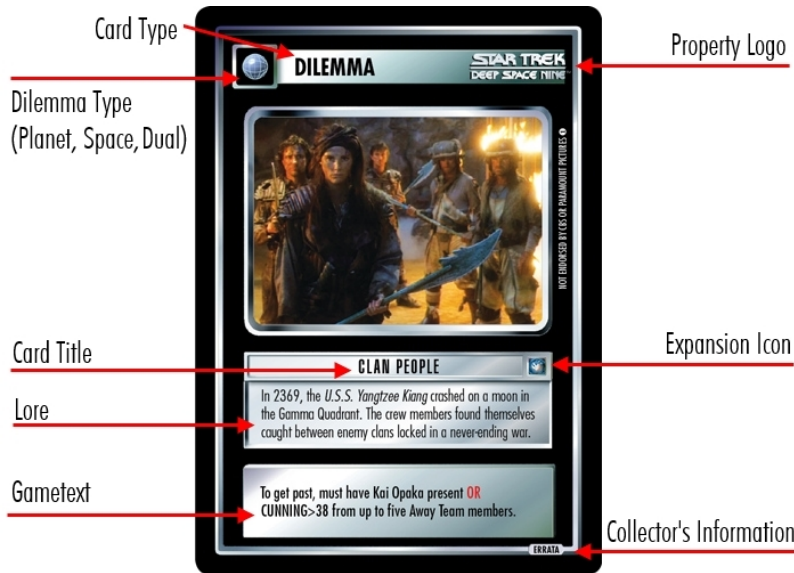 Card Type
Property Logo
DILEMMA
STAR TREK
DEEP SPACE NINE™
Dilemma Type
(Planet, Space, Dual)
NOT ENDORSED BY CBS OR PARAMOUNT PICTURES
Card Title
Expansion Icon
CLAN PEOPLE
Lore
In 2369, the U.S.S. Yangtzee Kiang crashed on a moon in
the Gamma Quadrant. The crew members found themselves
caught between enemy clans locked in a never-ending war.
Gametext
To get past, must have Kai Opaka present OR
CUNNING>38 from up to five Away Team members.
Collector's Information
ERRATA